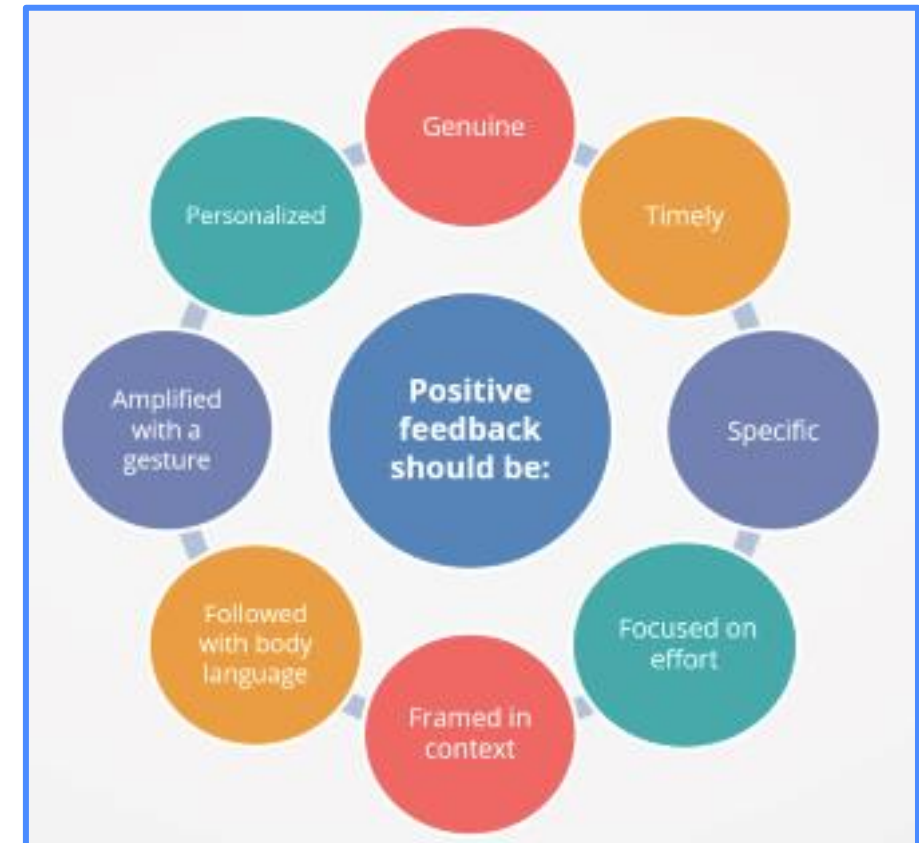 Positive
feedback
should be:
Genuine
Timely
Specific
Focused on
effort
Framed in
context
Followed
with body
language
Amplified
with a
gesture
Personalized